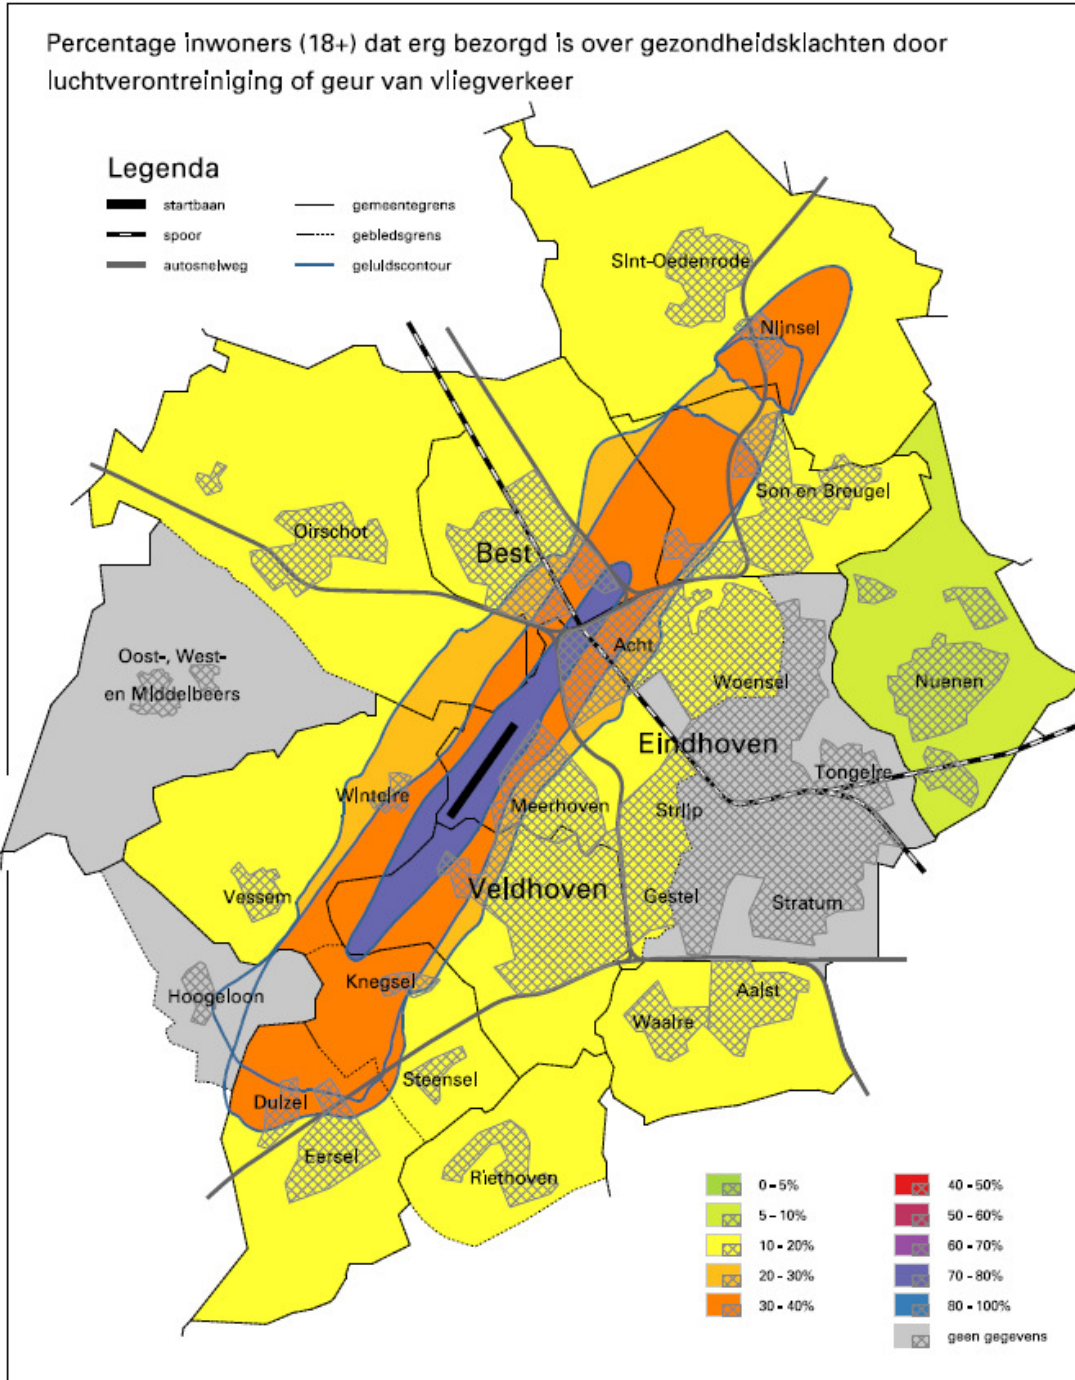 Percentage inwoners (18+) dat erg bezorgd is over gezondheidsklachten door
luchtverontreiniging of geur van vliegverkeer
Legenda
startbaan
gemeentegrens
spoor
gebiedsgrens
autosnelweg
geluidscontour
Sint-Oedenrode
Nijnsel
Son en Breugel
Oirschot
Best
Acht
Oost-, West-
en Middelbeers
Woensel
Nuenen
Eindhoven
Tongelre
Wintelre
Meerhoven
Strijp
Veldhoven
Vessem
Gestel
Stratum
Knegsel
Hoogeloon
Aalst
Waalre
Steensel
Duizel
Eersel
Riethoven
0 - 5%
5 - 10%
10 - 20%
20 - 30%
30 - 40%
40 - 50%
50 - 60%
60 - 70%
70 - 80%
80 - 100%
geen gegevens